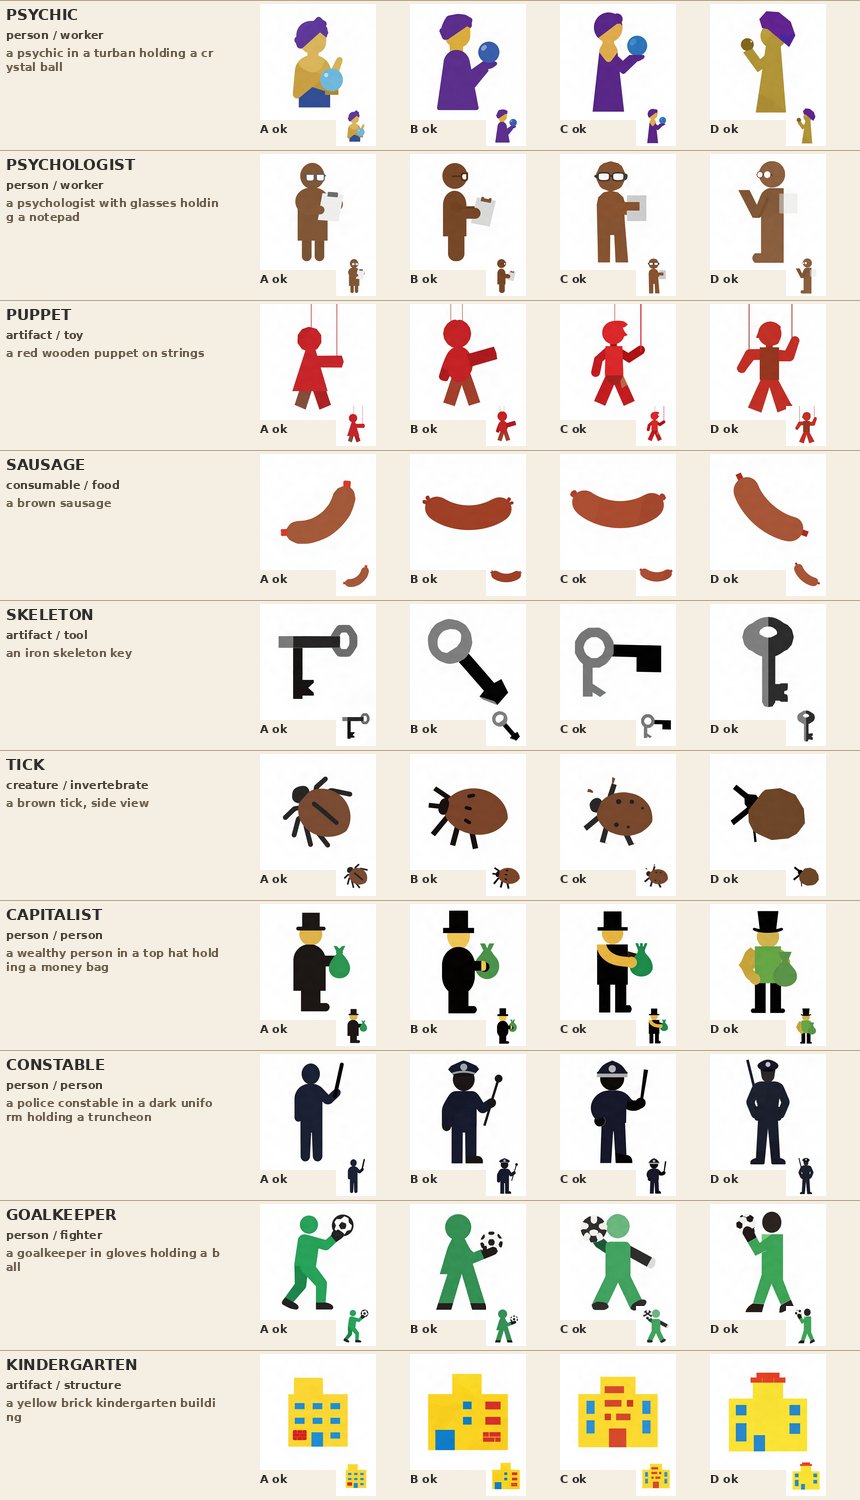 PSYCHIC
person / worker
a psychic in a turban holding a cr
ystal ball
A ok
B ok
C ok
D ok
PSYCHOLOGIST
person / worker
a psychologist with glasses holdin
g a notepad
A ok
B ok
C ok
D ok
PUPPET
artifact / toy
a red wooden puppet on strings
A ok
B ok
C ok
D ok
SAUSAGE
consumable / food
a brown sausage
A ok
B ok
C ok
D ok
SKELETON
artifact / tool
an iron skeleton key
A ok
B ok
C ok
D ok
TICK
creature / invertebrate
a brown tick, side view
A ok
B ok
C ok
D ok
CAPITALIST
person / person
a wealthy person in a top hat hold
ing a money bag
A ok
B ok
C ok
D ok
CONSTABLE
person / person
a police constable in a dark unifo
rm holding a truncheon
A ok
B ok
C ok
D ok
GOALKEEPER
person / fighter
a goalkeeper in gloves holding a b
all
A ok
B ok
C ok
D ok
KINDERGARTEN
artifact / structure
a yellow brick kindergarten buildi
ng
A ok
B ok
C ok
D ok